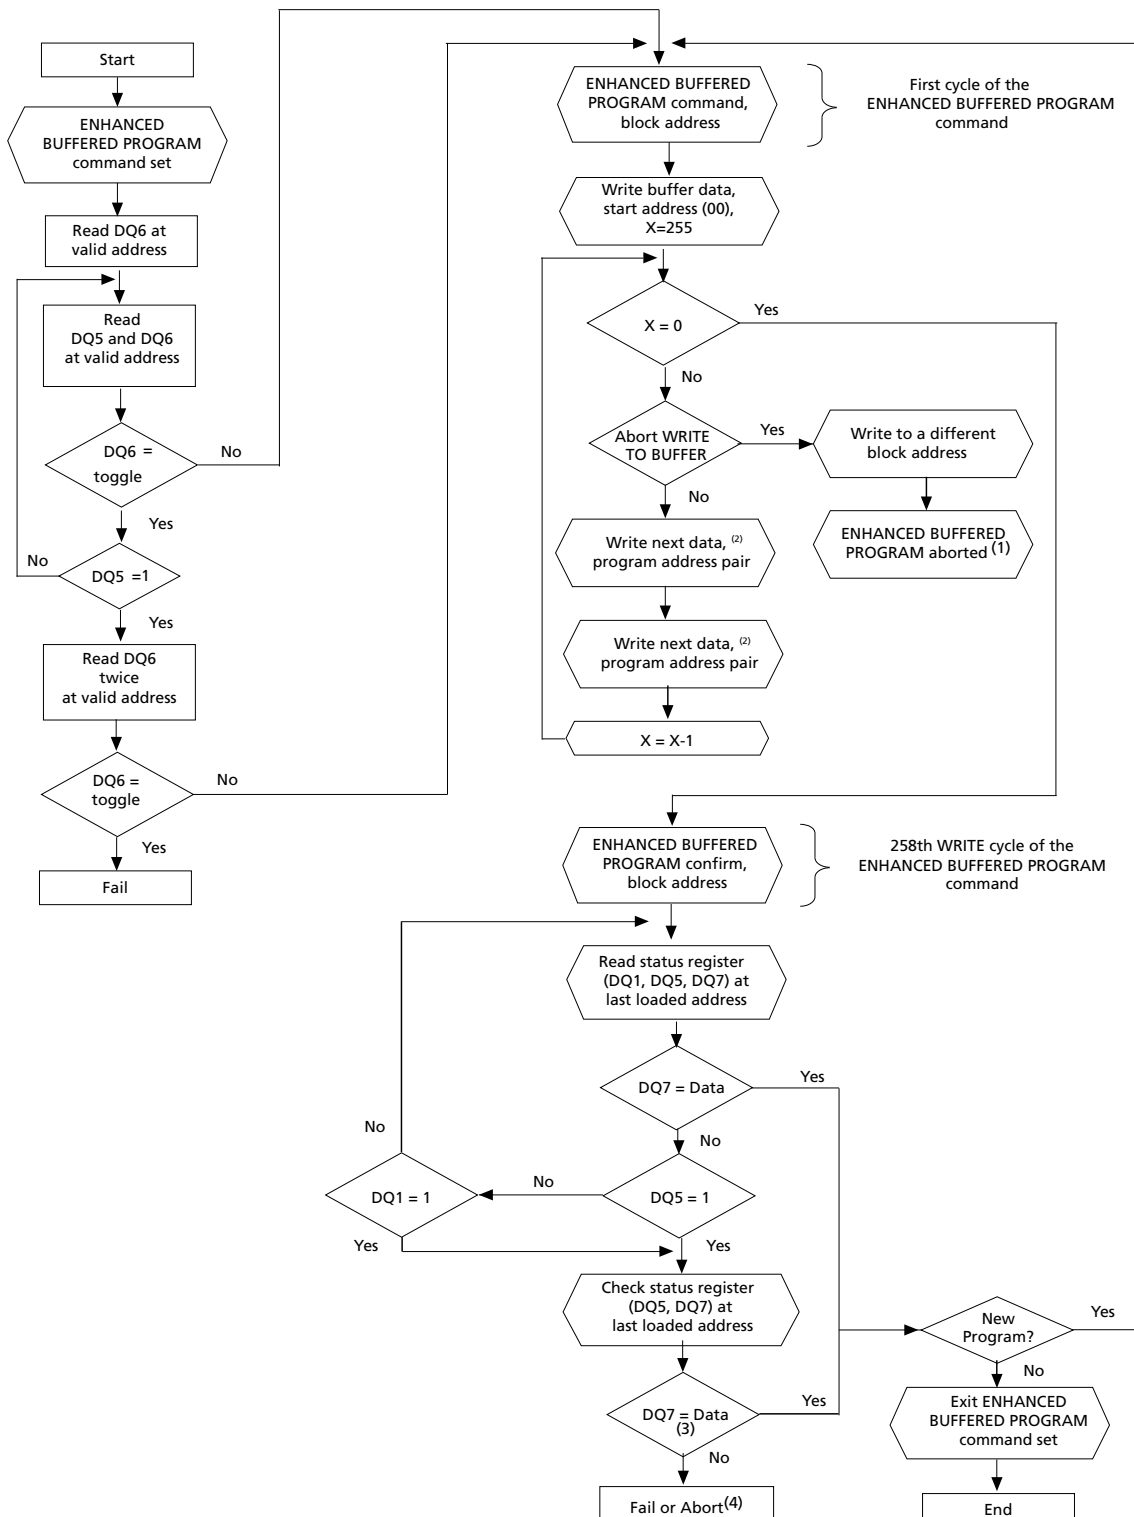 Start
ENHANCED
BUFFERED PROGRAM
command set
Read DQ6 at
valid address
Read
DQ5 and DQ6
at valid address
DQ6 =
toggle
No
Yes
No
DQ5 =1
Yes
Read DQ6
twice
at valid address
DQ6 =
toggle
No
Yes
Fail
ENHANCED BUFFERED
PROGRAM command,
block address
First cycle of the
ENHANCED BUFFERED PROGRAM
command
Write buffer data,
start address (00),
X=255
X = 0
Yes
No
Abort WRITE
TO BUFFER
Yes
Write to a different
block address
No
ENHANCED BUFFERED
PROGRAM aborted (1)
Write next data, (2)
program address pair
Write next data, (2)
program address pair
X = X-1
ENHANCED BUFFERED
PROGRAM confirm,
block address
258th WRITE cycle of the
ENHANCED BUFFERED PROGRAM
command
Read status register
(DQ1, DQ5, DQ7) at
last loaded address
DQ7 = Data
Yes
No
No
DQ1 = 1
No
DQ5 = 1
Yes
Yes
Check status register
(DQ5, DQ7) at
last loaded address
New
Program?
Yes
No
DQ7 = Data
(3)
Yes
No
Exit ENHANCED
BUFFERED PROGRAM
command set
Fail or Abort(4)
End